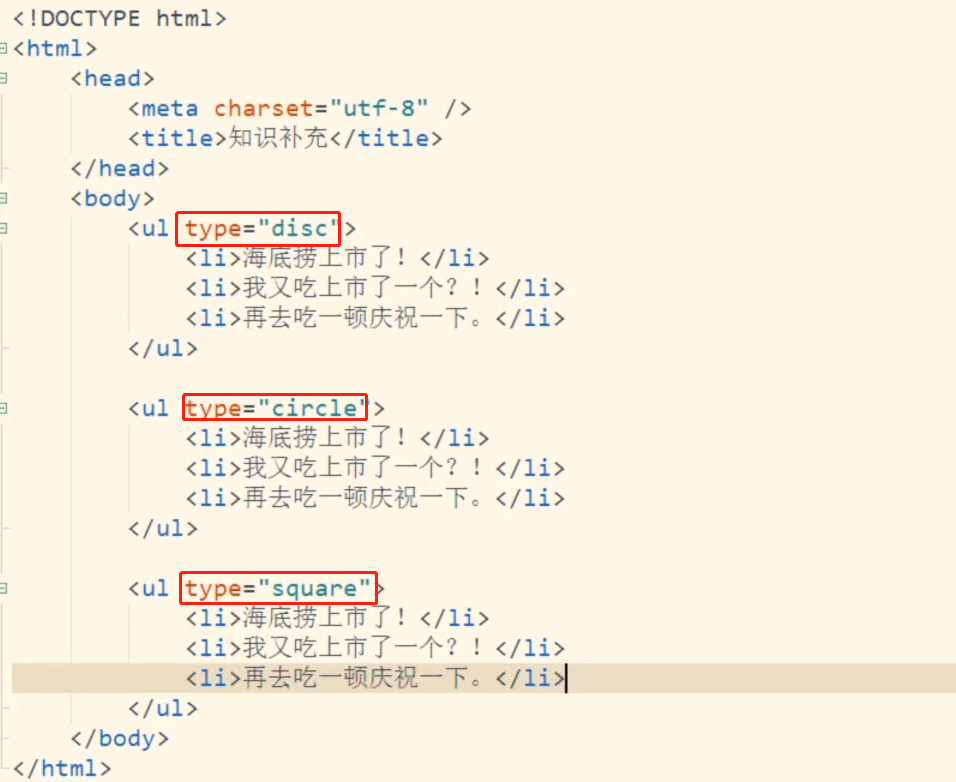 <!DOCTYPE html>
<html>
<head>
<meta charset="utf-8" />
<title>知识补充</title>
</head>
<body>
<ul type="disc">
<li>海底捞上市了！</li>
<li>我又吃上市了一个？！</li>
<li>再去吃一顿庆祝一下。</li>
</ul>
<ul type="circle">
<li>海底捞上市了！</li>
<li>我又吃上市了一个？！</li>
<li>再去吃一顿庆祝一下。</li>
</ul>
<ul type="square">
<li>海底捞上市了！</li>
<li>我又吃上市了一个？！</li>
<li>再去吃一顿庆祝一下。</li>
</ul>
</body>
</html>